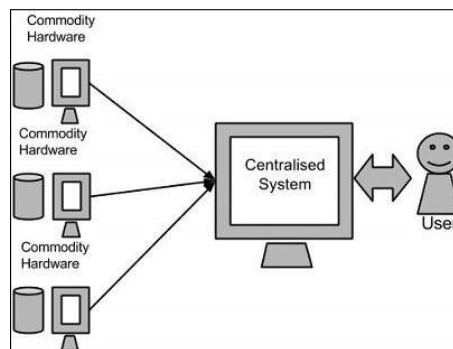 Commodity
Hardware
Commodity
Hardware
Centralised
System
User
Commodity
Hardware